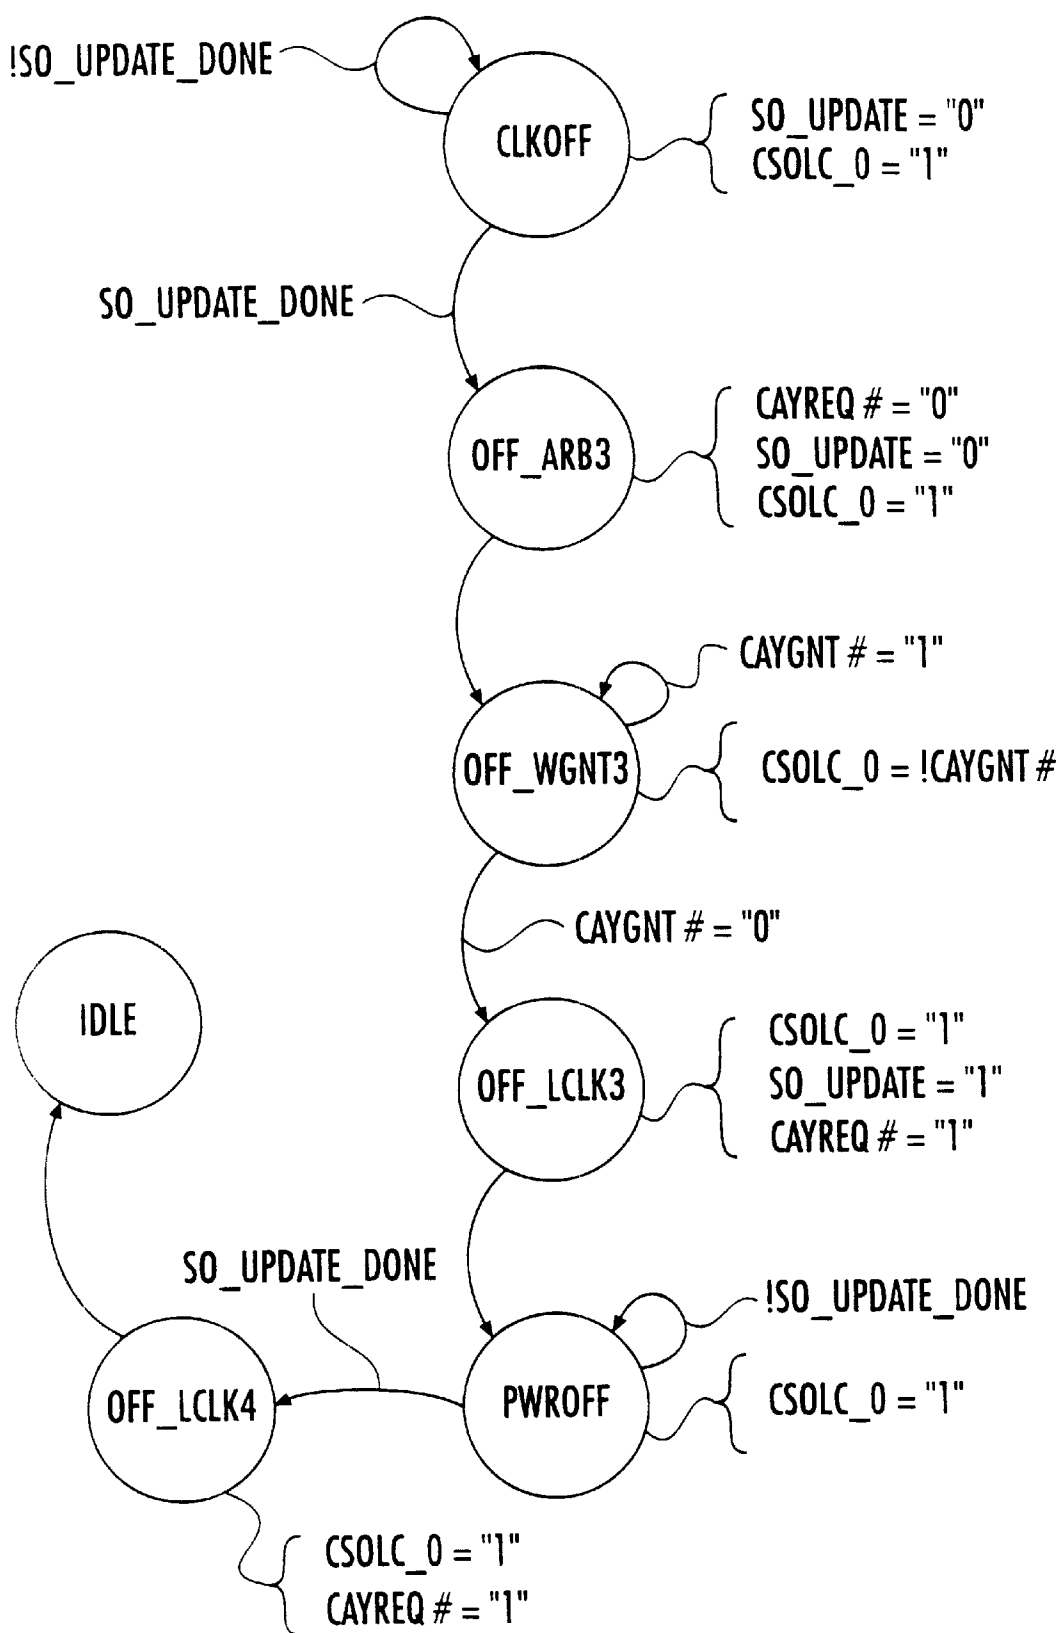 !SO_UPDATE_DONE
CLKOFF
SO_UPDATE = "0"
CSOLC_0 = "1"
SO_UPDATE_DONE
OFF_ARB3
CAYREQ # = "0"
SO_UPDATE = "0"
CSOLC_0 = "1"
CAYGNT # = "1"
OFF_WGNT3
CSOLC_0 = !CAYGNT #
CAYGNT # = "0"
IDLE
OFF_LCLK3
CSOLC_0 = "1"
SO_UPDATE = "1"
CAYREQ # = "1"
SO_UPDATE_DONE
!SO_UPDATE_DONE
OFF_LCLK4
PWROFF
CSOLC_0 = "1"
CSOLC_0 = "1"
CAYREQ # = "1"